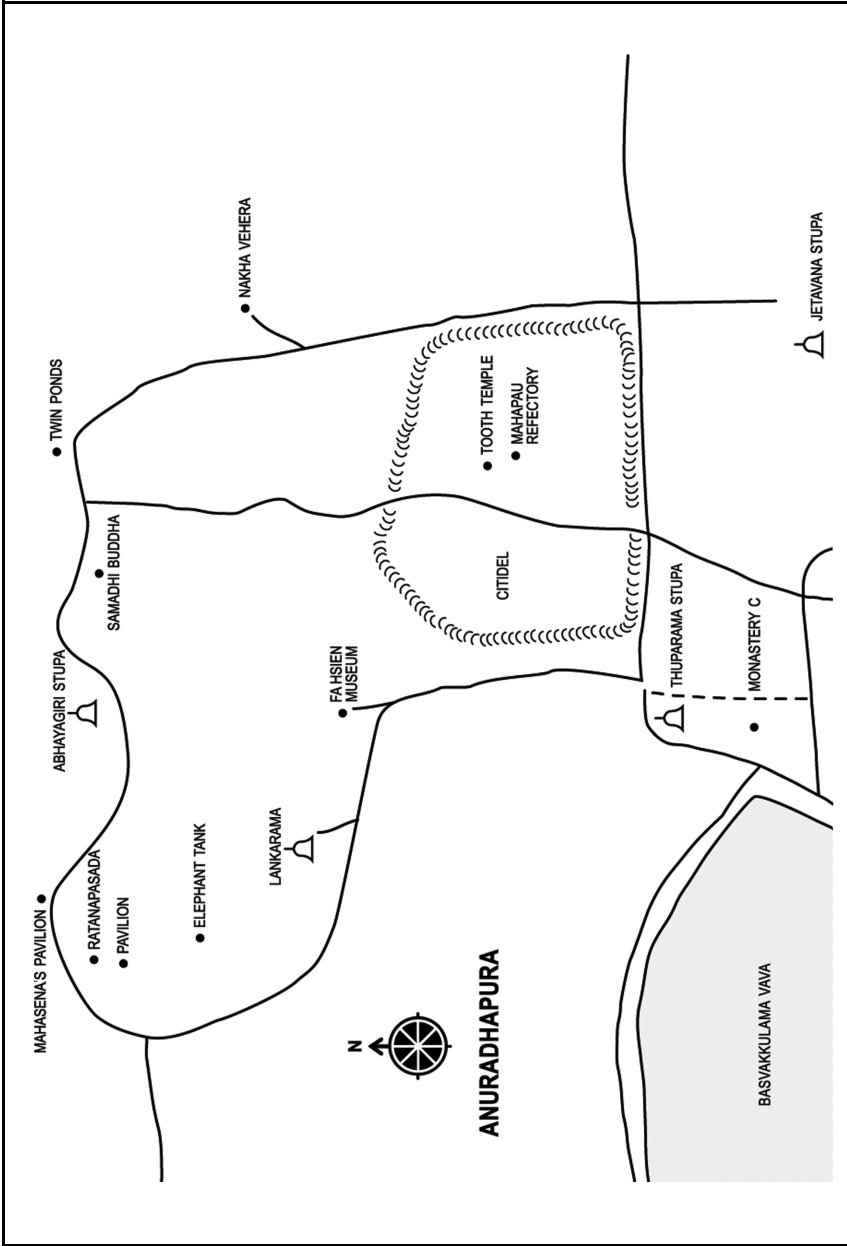 MAHASENA'S PAVILION
RATANAPASADA
PAVILION
ELEPHANT TANK
ABHAYAGIRI STUPA
SAMADHI BUDDHA
TWIN PONDS
NAKHA VEHERA
LANKARAMA
FA HSIEN
MUSEUM
TOOTH TEMPLE
MAHAPAU
REFECTORY
CITIDEL
N
ANURADHAPURA
THUPARAMA STUPA
MONASTERY C
JETAVANA STUPA
BASVAKKULAMA VAVA